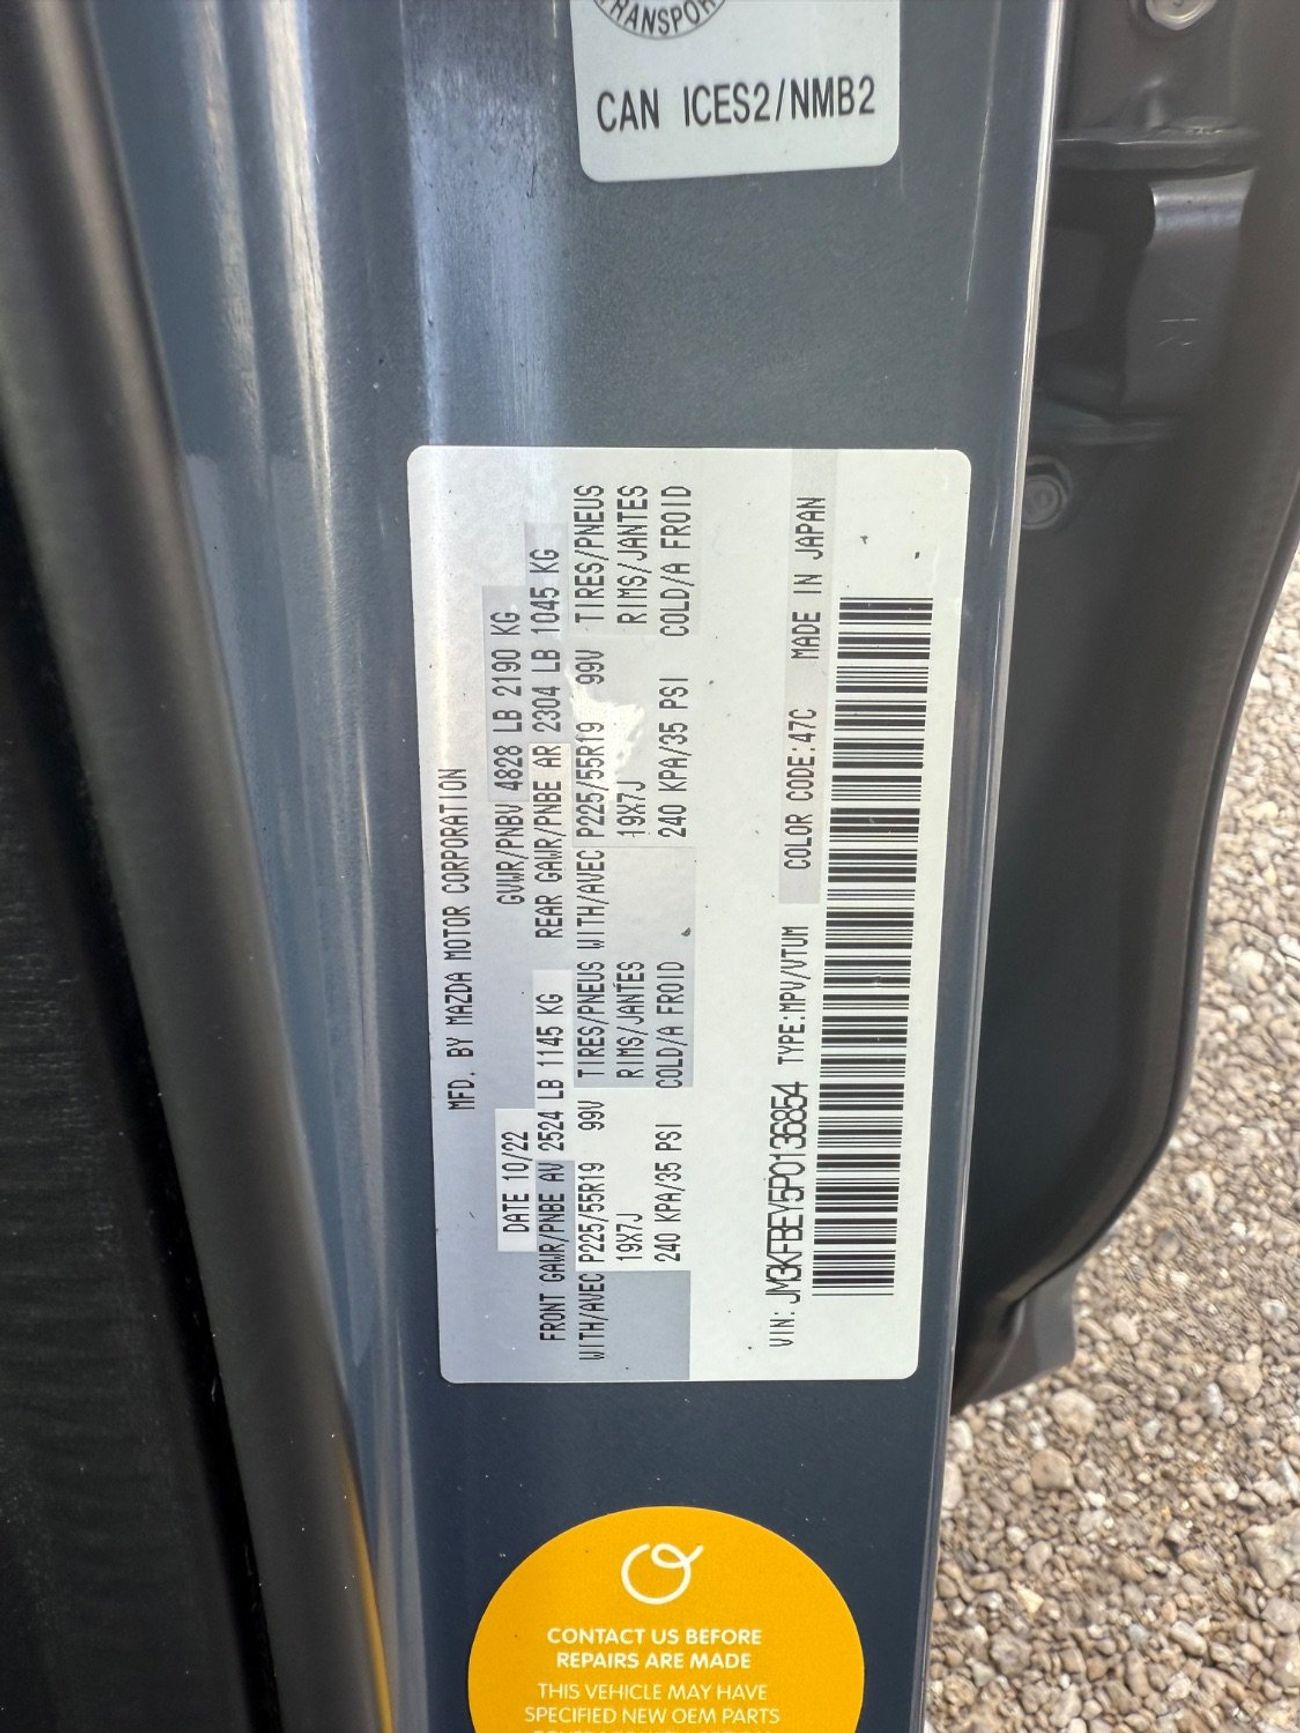 TRANSPOR
CAN ICES2/NMB2
MFD. BY MAZDA MOTOR CORPORATION
DATE 10/22 GVWR/PNBV 4828 LB 2190 KG
FRONT GAWR/PNBE AV 2524 LB 1145 KG REAR GAWR/PNBE AR 2304 LB 1045 KG
WITH/AVEC P225/55R19 99V TIRES/PNEUS WITH/AVEC P225/55R19 99V TIRES/PNEUS
19X7J RIMS/JANTES 19X7J RIMS/JANTES
240 KPA/35 PSI COLD/A FROID 240 KPA/35 PSI COLD/A FROID
VIN: JM3KFBEY5P0136854 TYPE:MPV/VTUM COLOR CODE:47C MADE IN JAPAN
CONTACT US BEFORE
REPAIRS ARE MADE
THIS VEHICLE MAY HAVE
SPECIFIED NEW OEM PARTS